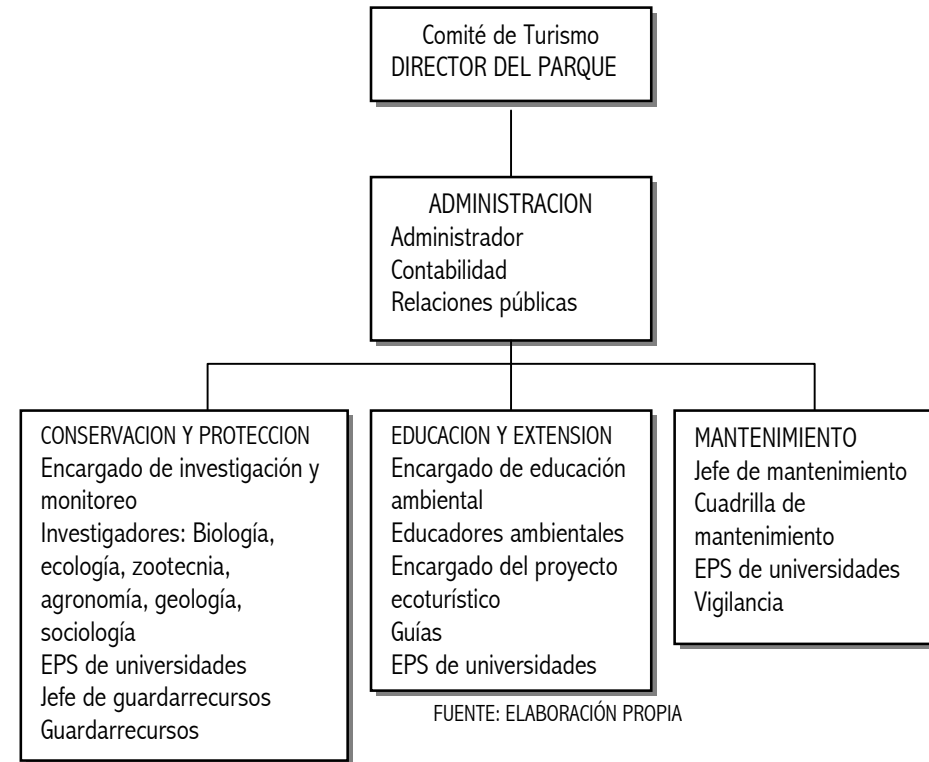 Comité de Turismo
DIRECTOR DEL PARQUE
ADMINISTRACION
Administrador
Contabilidad
Relaciones públicas
CONSERVACION Y PROTECCION
Encargado de investigación y
monitoreo
Investigadores: Biología,
ecología, zootecnia,
agronomía, geología,
sociología
EPS de universidades
Jefe de guardarrecursos
Guardarrecursos
EDUCACION Y EXTENSION
Encargado de educación
ambiental
Educadores ambientales
Encargado del proyecto
ecoturístico
Guías
EPS de universidades
MANTENIMIENTO
Jefe de mantenimiento
Cuadrilla de
mantenimiento
EPS de universidades
Vigilancia
FUENTE: ELABORACIÓN PROPIA